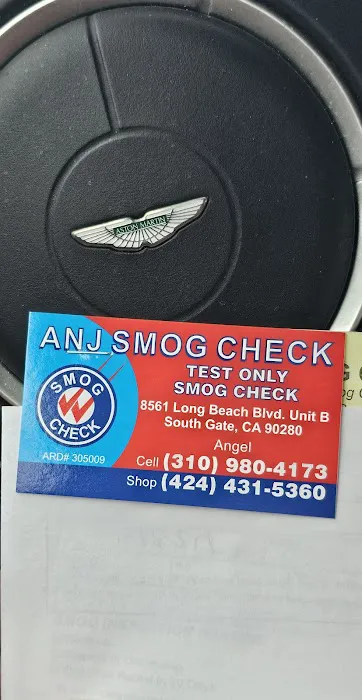 ASTON MARTIN
ANJ SMOG CHECK
TEST ONLY
SMOG CHECK
8561 Long Beach Blvd. Unit B
South Gate, CA 90280
Angel
Cell (310) 980-4173
Shop (424) 431-5360
SMOG
CHECK
ARD# 305009